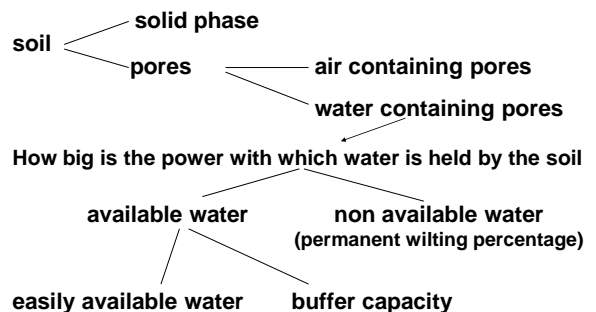 solid phase
soil
pores
air containing pores
water containing pores
How big is the power with which water is held by the soil
available water
non available water
(permanent wilting percentage)
easily available water
buffer capacity